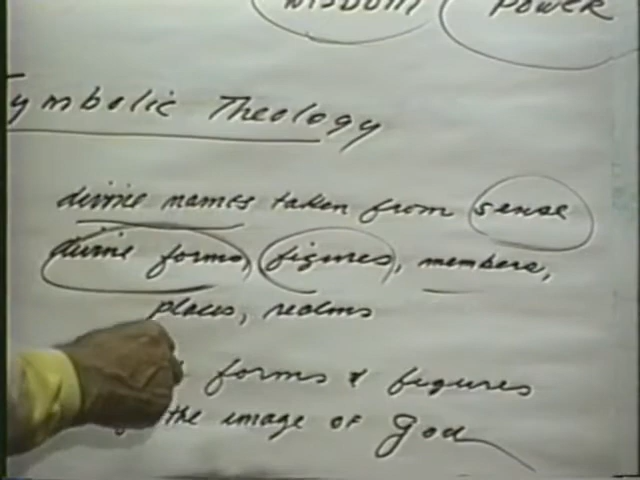 wisdom power
ymbolic Theology
divine names taken from sense
divine forms, figures, members,
places, realms
forms & figures
the image of God